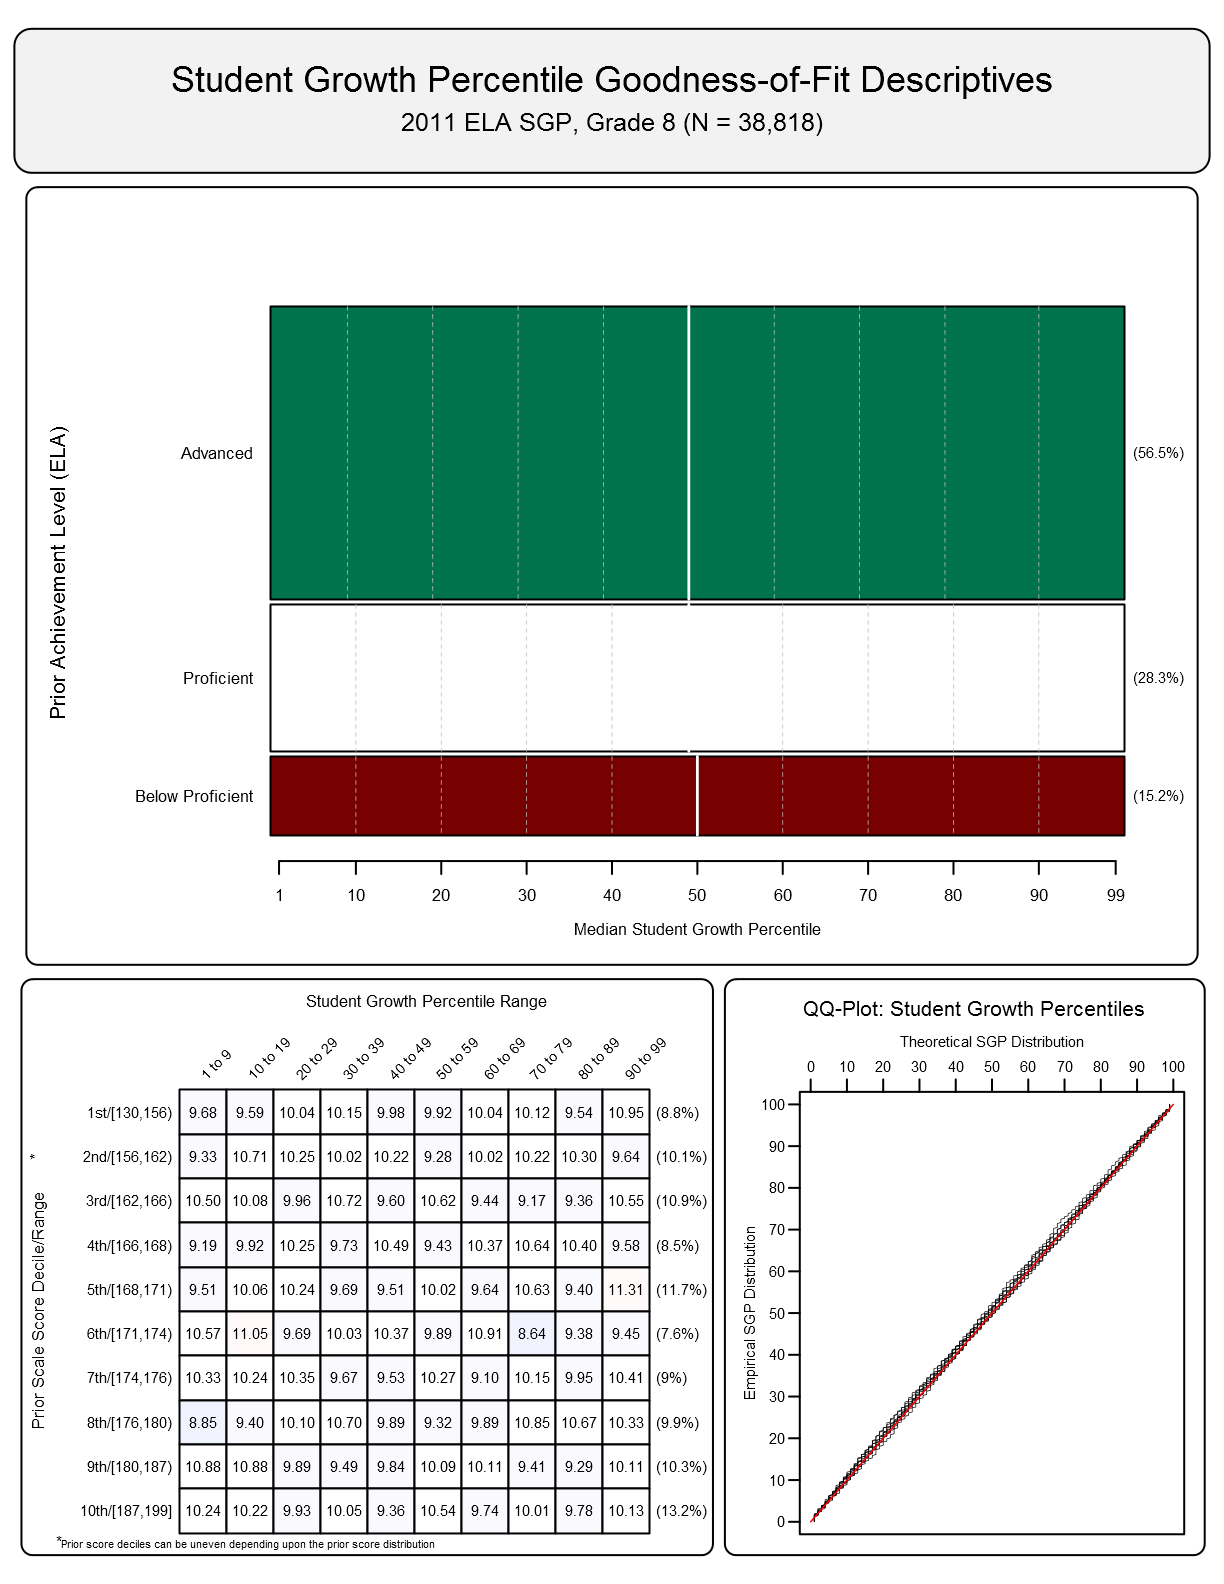 Student Growth Percentile Goodness-of-Fit Descriptives
2011 ELA SGP, Grade 8 (N = 38,818)
Prior Achievement Level (ELA)
Advanced (56.5%)
Proficient (28.3%)
Below Proficient (15.2%)
1 10 20 30 40 50 60 70 80 90 99
Median Student Growth Percentile
Student Growth Percentile Range
1 to 9 10 to 19 20 to 29 30 to 39 40 to 49 50 to 59 60 to 69 70 to 79 80 to 89 90 to 99
Prior Scale Score Decile/Range *
1st/[130,156) 9.68 9.59 10.04 10.15 9.98 9.92 10.04 10.12 9.54 10.95 (8.8%)
2nd/[156,162) 9.33 10.71 10.25 10.02 10.22 9.28 10.02 10.22 10.30 9.64 (10.1%)
3rd/[162,166) 10.50 10.08 9.96 10.72 9.60 10.62 9.44 9.17 9.36 10.55 (10.9%)
4th/[166,168) 9.19 9.92 10.25 9.73 10.49 9.43 10.37 10.64 10.40 9.58 (8.5%)
5th/[168,171) 9.51 10.06 10.24 9.69 9.51 10.02 9.64 10.63 9.40 11.31 (11.7%)
6th/[171,174) 10.57 11.05 9.69 10.03 10.37 9.89 10.91 8.64 9.38 9.45 (7.6%)
7th/[174,176) 10.33 10.24 10.35 9.67 9.53 10.27 9.10 10.15 9.95 10.41 (9%)
8th/[176,180) 8.85 9.40 10.10 10.70 9.89 9.32 9.89 10.85 10.67 10.33 (9.9%)
9th/[180,187) 10.88 10.88 9.89 9.49 9.84 10.09 10.11 9.41 9.29 10.11 (10.3%)
10th/[187,199] 10.24 10.22 9.93 10.05 9.36 10.54 9.74 10.01 9.78 10.13 (13.2%)
*Prior score deciles can be uneven depending upon the prior score distribution
QQ-Plot: Student Growth Percentiles
Theoretical SGP Distribution
0 10 20 30 40 50 60 70 80 90 100
Empirical SGP Distribution
100
90
80
70
60
50
40
30
20
10
0